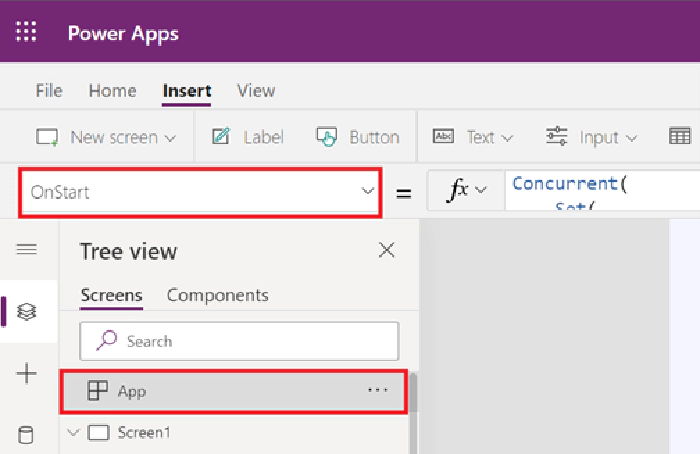 Power Apps
File Home Insert View
New screen Label Button Abc Text Input
OnStart = fx Concurrent(
Set(
Tree view
Screens Components
Search
App ...
Screen1